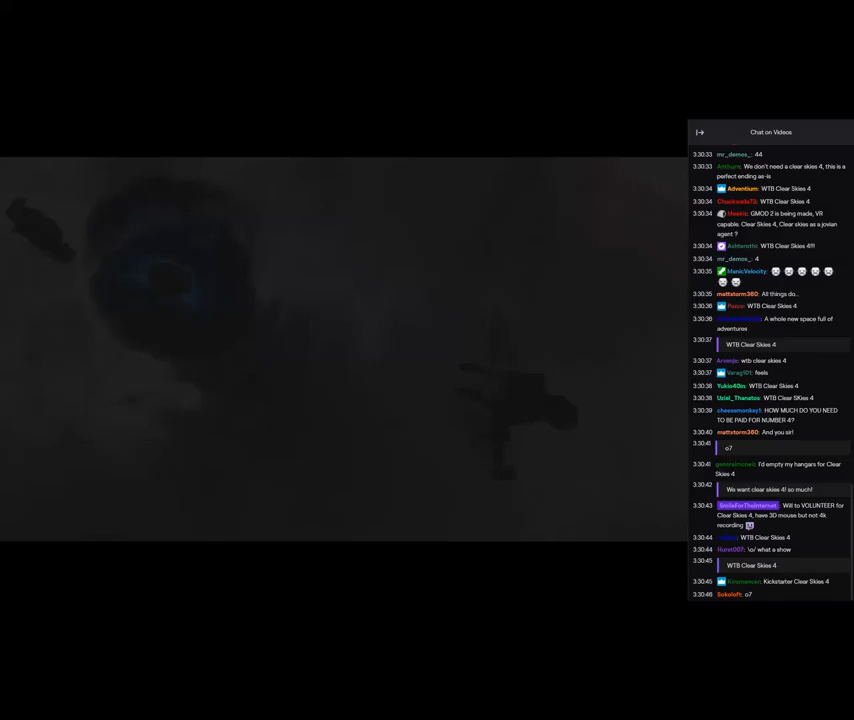 Chat on Videos
3:30:33 mr_demos_: 44
3:30:33 Anthurn: We don't need a clear skies 4, this is a
perfect ending as-is
3:30:34 Adventium: WTB Clear Skies 4
3:30:34 WTB Clear Skies 4
3:30:34 GMOD 2 is being made, VR
capable. Clear Skies 4, Clear skies as a jovian
agent ?
3:30:34 Ashterothi: WTB Clear Skies 4!!!
3:30:34 mr_demos_: 4
3:30:35 ManicVelocity:
3:30:35 mattstorm360: All things do...
3:30:36 WTB Clear Skies 4
3:30:36 A whole new space full of
adventures
3:30:37
WTB Clear Skies 4
3:30:37 wtb clear skies 4
3:30:37 Varag101: feels
3:30:38 Yukio40in: WTB Clear Skies 4
3:30:38 Uziel_Thanatos: WTB Clear SKies 4
3:30:39 cheesmonkey1: HOW MUCH DO YOU NEED
TO BE PAID FOR NUMBER 4?
3:30:40 mattstorm360: And you sir!
3:30:41
o7
3:30:41 I'd empty my hangars for Clear
Skies 4
3:30:42
We want clear skies 4! so much!
3:30:43 SmileForTheInternet: Will to VOLUNTEER for
Clear Skies 4, have 3D mouse but not 4k
recording
3:30:44 WTB Clear Skies 4
3:30:44 Hurst007: \o/ what a show
3:30:45
WTB Clear Skies 4
3:30:45 Kickstarter Clear Skies 4
3:30:46 Sokoloft: o7